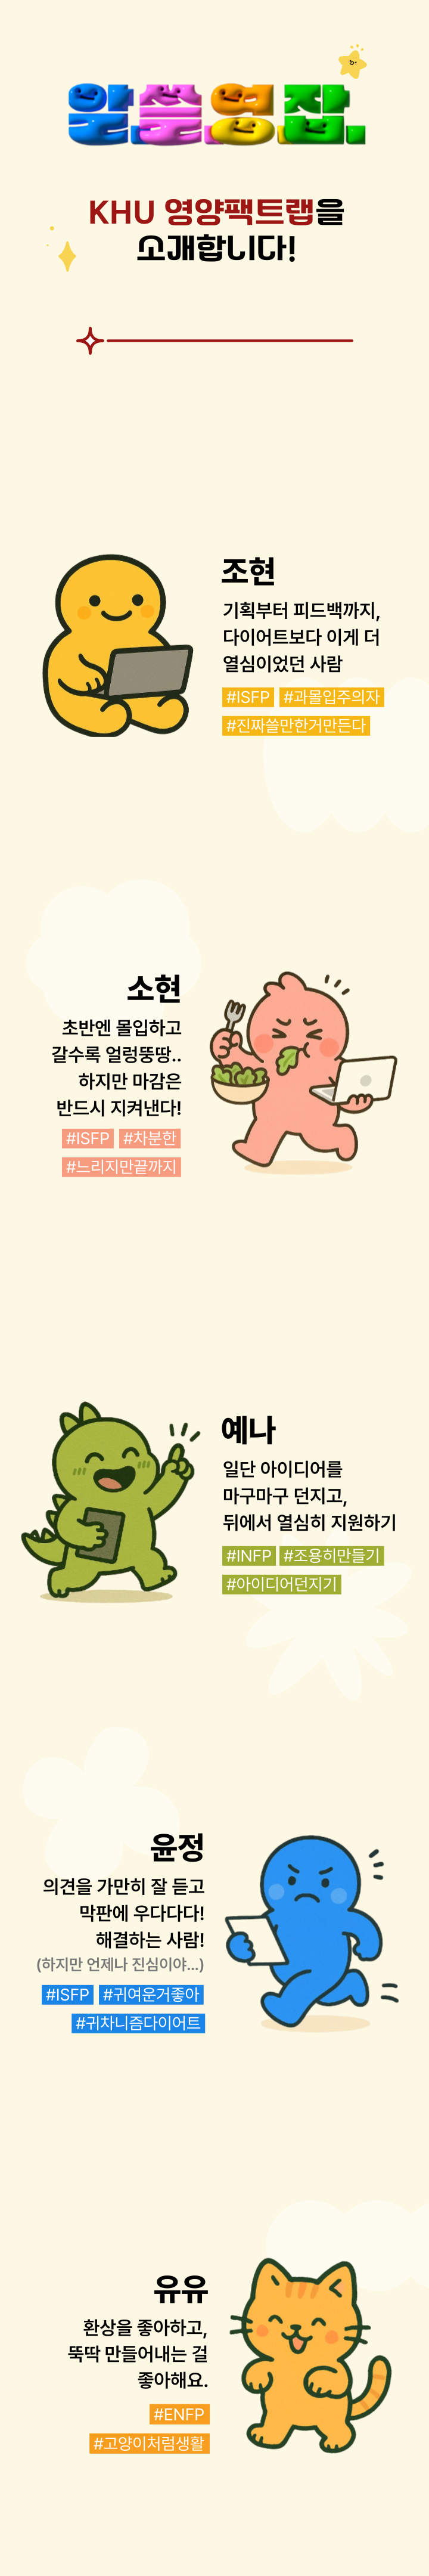 알.쓸.영.잡.
KHU 영양팩트랩을
소개합니다!
조현
기획부터 피드백까지,
다이어트보다 이게 더
열심이었던 사람
#ISFP #과몰입주의자
#진짜쓸만한거만든다
소현
초반엔 몰입하고
갈수록 얼렁뚱땅..
하지만 마감은
반드시 지켜낸다!
#ISFP #차분한
#느리지만끝까지
예나
일단 아이디어를
마구마구 던지고,
뒤에서 열심히 지원하기
#INFP #조용히만들기
#아이디어던지기
윤정
의견을 가만히 잘 듣고
막판에 우다다다!
해결하는 사람!
(하지만 언제나 진심이야...)
#ISFP #귀여운거좋아
#귀차니즘다이어트
유유
환상을 좋아하고,
뚝딱 만들어내는 걸
좋아해요.
#ENFP
#고양이처럼생활